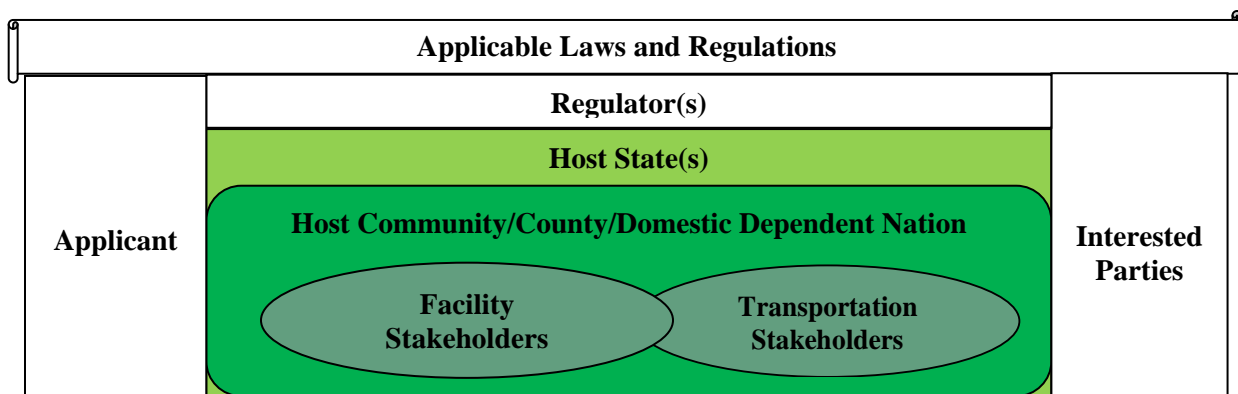 Applicable Laws and Regulations
Regulator(s)
Host State(s)
Host Community/County/Domestic Dependent Nation
Applicant
Interested
Parties
Facility
Stakeholders
Transportation
Stakeholders